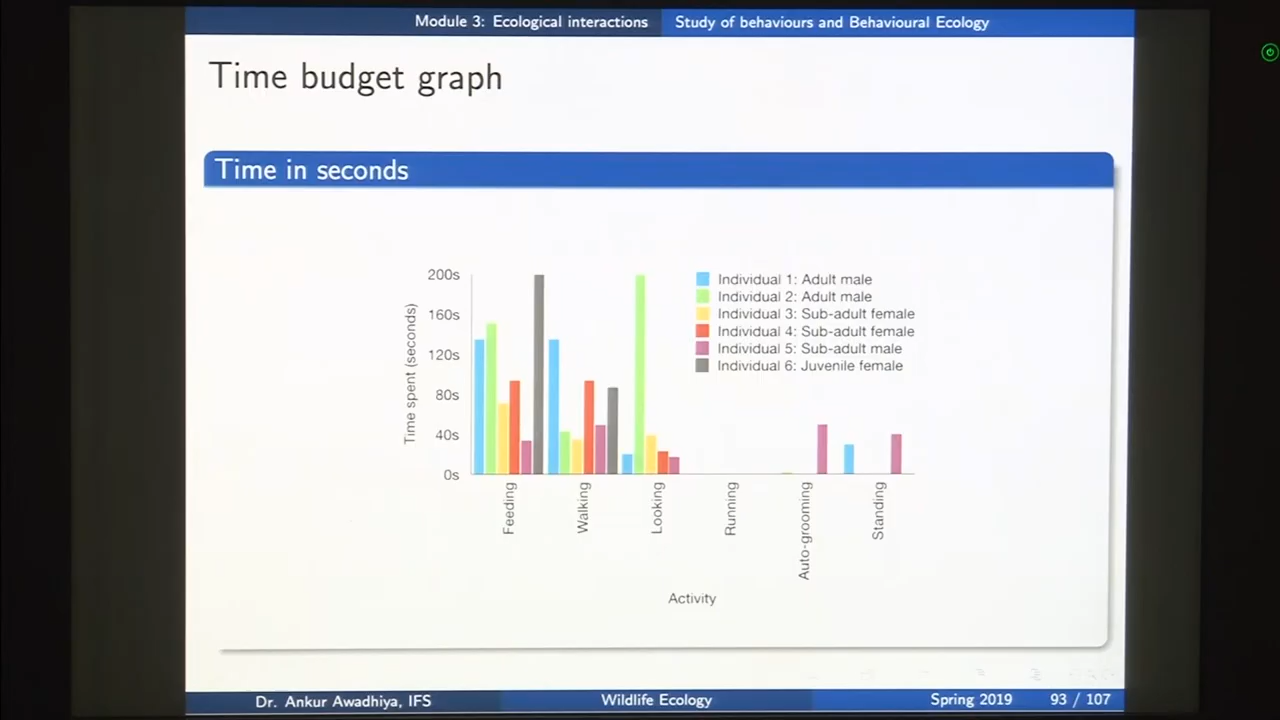 Module 3: Ecological interactions Study of behaviours and Behavioural Ecology
Time budget graph
Time in seconds
200s
160s
120s
80s
40s
0s
Time spent (seconds)
Individual 1: Adult male
Individual 2: Adult male
Individual 3: Sub-adult female
Individual 4: Sub-adult female
Individual 5: Sub-adult male
Individual 6: Juvenile female
Feeding
Walking
Looking
Running
Auto-grooming
Standing
Activity
Dr. Ankur Awadhiya, IFS Wildlife Ecology Spring 2019 93 / 107